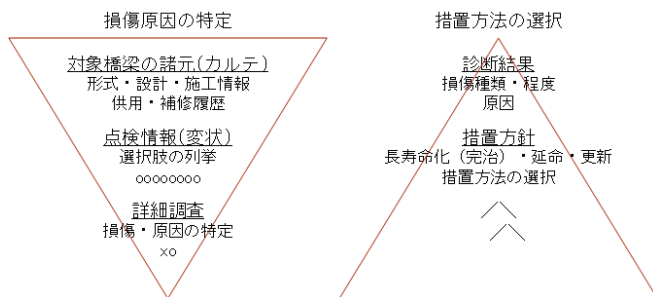 損傷原因の特定
対象橋梁の諸元(カルテ)
形式・設計・施工情報
供用・補修履歴
点検情報(変状)
選択肢の列挙
oooooooo
詳細調査
損傷・原因の特定
xo
措置方法の選択
診断結果
損傷種類・程度
原因
措置方針
長寿命化（完治）・延命・更新
措置方法の選択